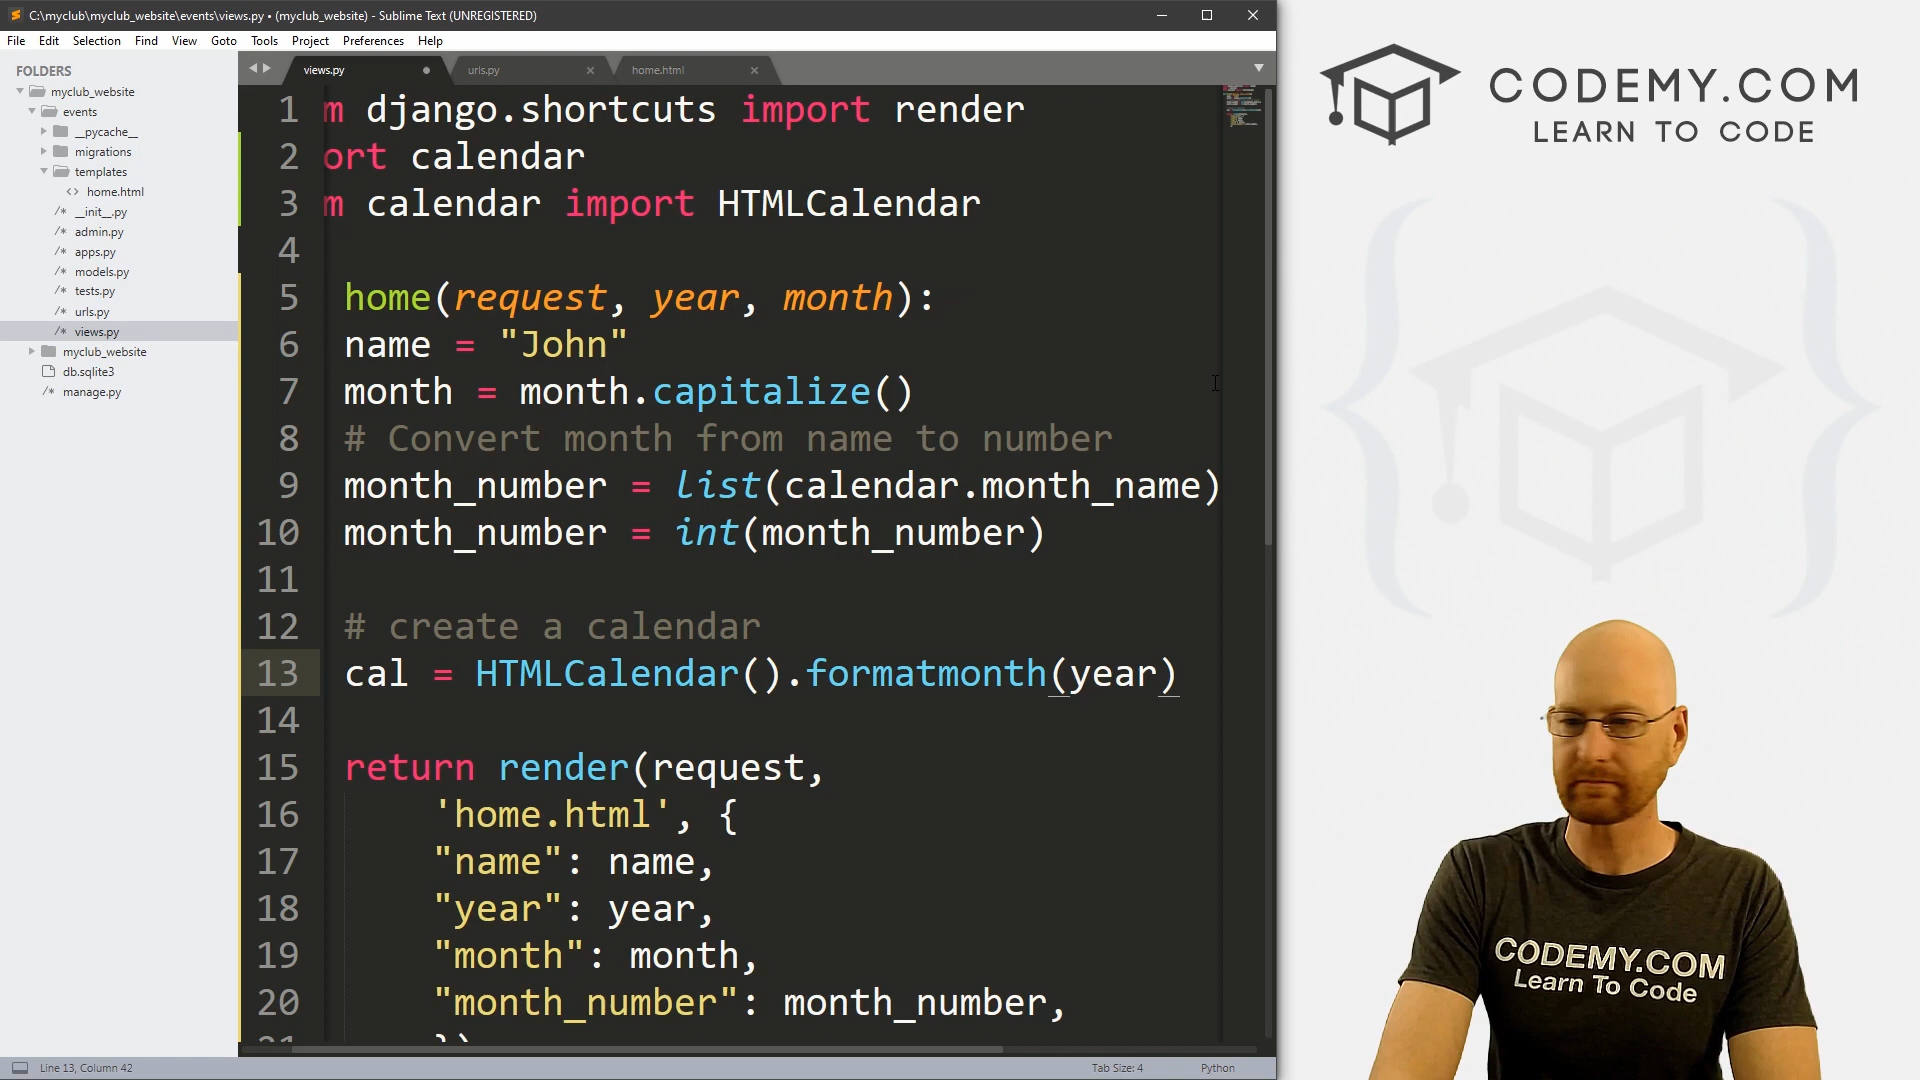 C:\myclub\myclub_website\events\views.py • (myclub_website) - Sublime Text (UNREGISTERED)
File Edit Selection Find View Goto Tools Project Preferences Help
FOLDERS
myclub_website
events
__pycache__
migrations
templates
<> home.html
/* __init__.py
/* admin.py
/* apps.py
/* models.py
/* tests.py
/* urls.py
/* views.py
myclub_website
db.sqlite3
/* manage.py
views.py urls.py home.html
1 m django.shortcuts import render
2 ort calendar
3 m calendar import HTMLCalendar
4
5 home(request, year, month):
6 name = "John"
7 month = month.capitalize()
8 # Convert month from name to number
9 month_number = list(calendar.month_name)
10 month_number = int(month_number)
11
12 # create a calendar
13 cal = HTMLCalendar().formatmonth(year)
14
15 return render(request,
16 'home.html', {
17 "name": name,
18 "year": year,
19 "month": month,
20 "month_number": month_number,
21 })
Line 13, Column 42
Tab Size: 4
Python
CODEMY.COM
LEARN TO CODE
CODEMY.COM
Learn To Code